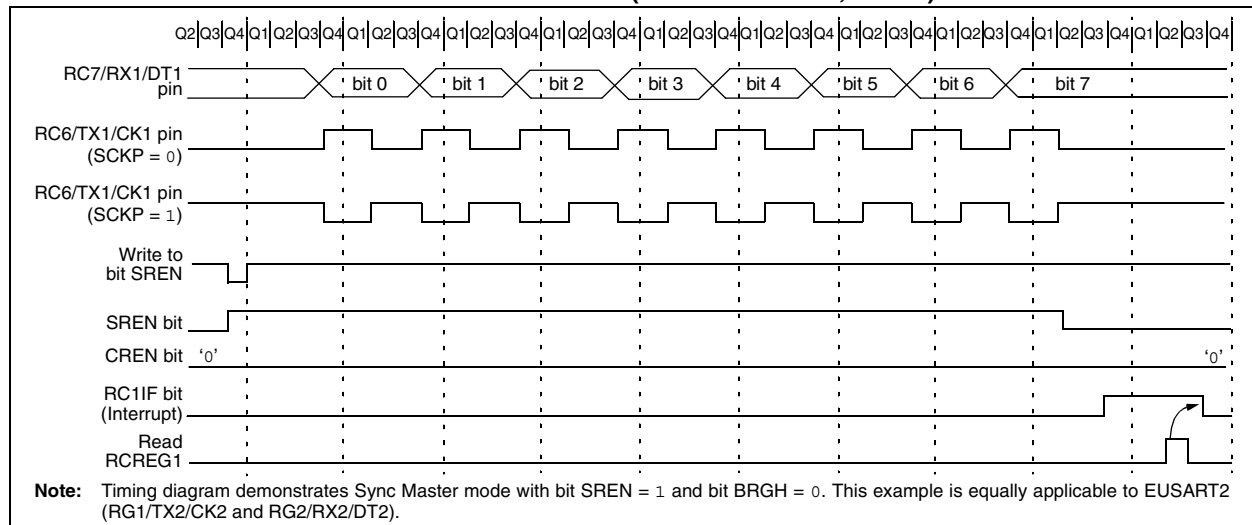 Q2 Q3 Q4 Q1 Q2 Q3 Q4 Q1 Q2 Q3 Q4 Q1 Q2 Q3 Q4 Q1 Q2 Q3 Q4 Q1 Q2 Q3 Q4 Q1 Q2 Q3 Q4 Q1 Q2 Q3 Q4 Q1 Q2 Q3 Q4 Q1 Q2 Q3 Q4 Q1 Q2 Q3 Q4
RC7/RX1/DT1
pin
bit 0 bit 1 bit 2 bit 3 bit 4 bit 5 bit 6 bit 7
RC6/TX1/CK1 pin
(SCKP = 0)
RC6/TX1/CK1 pin
(SCKP = 1)
Write to
bit SREN
SREN bit
CREN bit ‘0’ ‘0’
RC1IF bit
(Interrupt)
Read
RCREG1
Note: Timing diagram demonstrates Sync Master mode with bit SREN = 1 and bit BRGH = 0. This example is equally applicable to EUSART2
(RG1/TX2/CK2 and RG2/RX2/DT2).